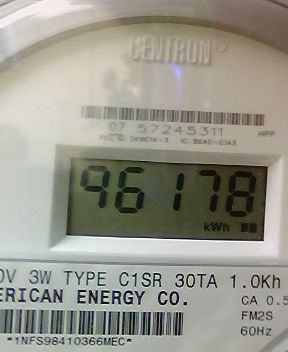 CENTRON®
07 57245311 HPP
96178
kWh
0V 3W TYPE C1SR 30TA 1.0Kh
ERICAN ENERGY CO. CA 0.5
FM2S
*1NFS98410366MEC* 60Hz